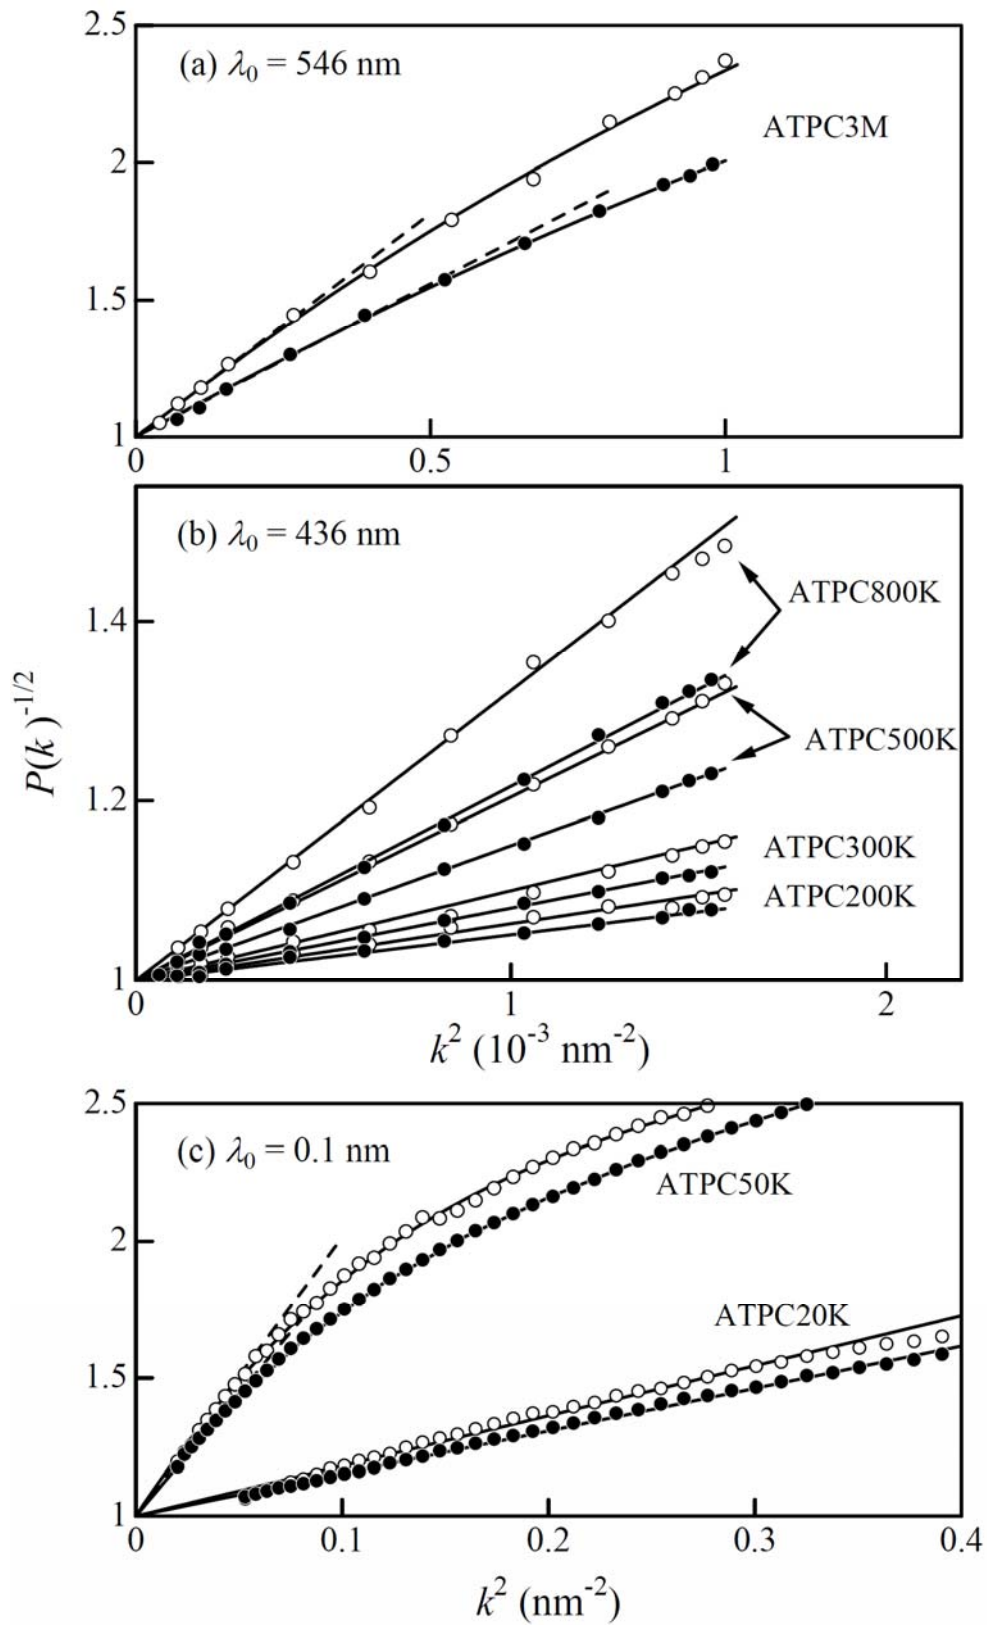 2.5
(a) λ0 = 546 nm
ATPC3M
2
1.5
1
0 0.5 1
(b) λ0 = 436 nm
ATPC800K
1.4
ATPC500K
P(k)^-1/2
1.2
ATPC300K
ATPC200K
1
0 1 2
k^2 (10^-3 nm^-2)
2.5
(c) λ0 = 0.1 nm
ATPC50K
2
ATPC20K
1.5
1
0 0.1 0.2 0.3 0.4
k^2 (nm^-2)